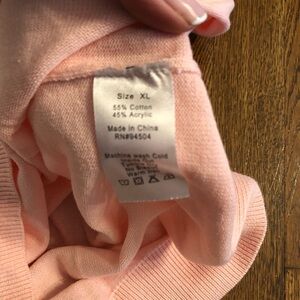 Size XL
55% Cotton
45% Acrylic
Made in China
RN#94504
Machine wash Cold